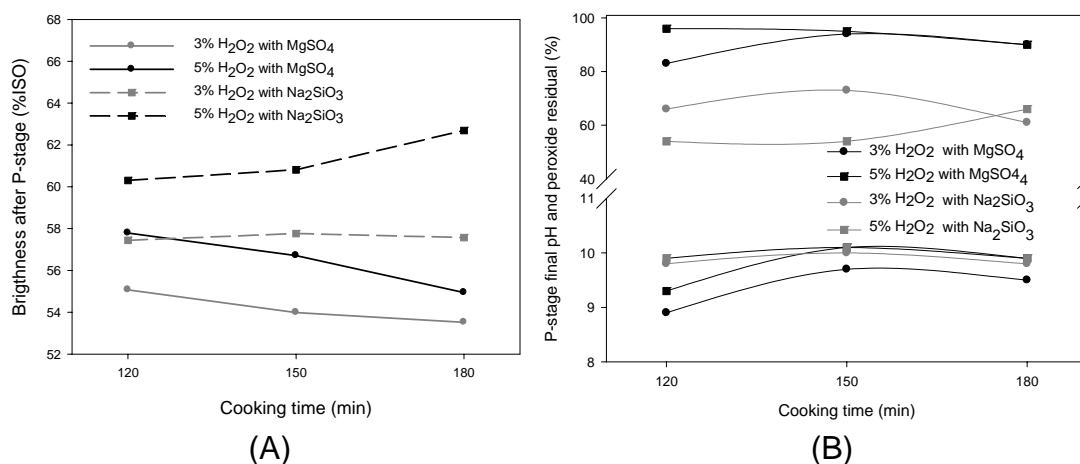 68
66
64
62
60
58
56
54
52
Brigthness after P-stage (%ISO)
3% H2O2 with MgSO4
5% H2O2 with MgSO4
3% H2O2 with Na2SiO3
5% H2O2 with Na2SiO3
120 150 180
Cooking time (min)
(A)
100
80
60
40
11
10
9
8
P-stage final pH and peroxide residual (%)
3% H2O2 with MgSO4
5% H2O2 with MgSO44
3% H2O2 with Na2SiO3
5% H2O2 with Na2SiO3
120 150 180
Cooking time (min)
(B)